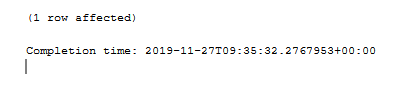 (1 row affected)
Completion time: 2019-11-27T09:35:32.2767953+00:00